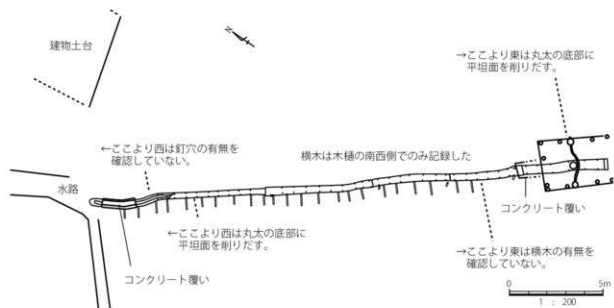 建物土台
N
→ここより東は丸太の底部に
平坦面を削りだす。
←ここより西は釘穴の有無を
確認していない。
横木は木樋の南西側でのみ記録した
水路
←ここより西は丸太の底部に
平坦面を削りだす。
コンクリート覆い
コンクリート覆い
→ここより東は横木の有無を
確認していない。
0 5m
1 : 200